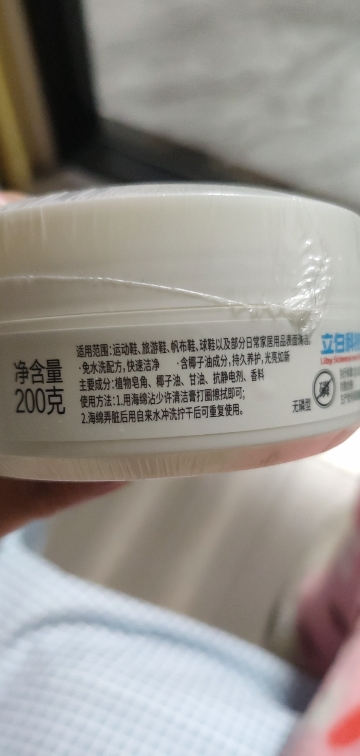 适用范围：运动鞋、旅游鞋、帆布鞋、球鞋以及部分日常家居用品表面清洁
·免水洗配方，快速洁净 ·含椰子油成分，持久养护，光亮如新
主要成分：植物皂角、椰子油、甘油、抗静电剂、香料
使用方法：1.用海绵沾少许清洁膏打圈擦拭即可；
2.海绵弄脏后用自来水冲洗拧干后可重复使用。
净含量
200克
立白
无磷型